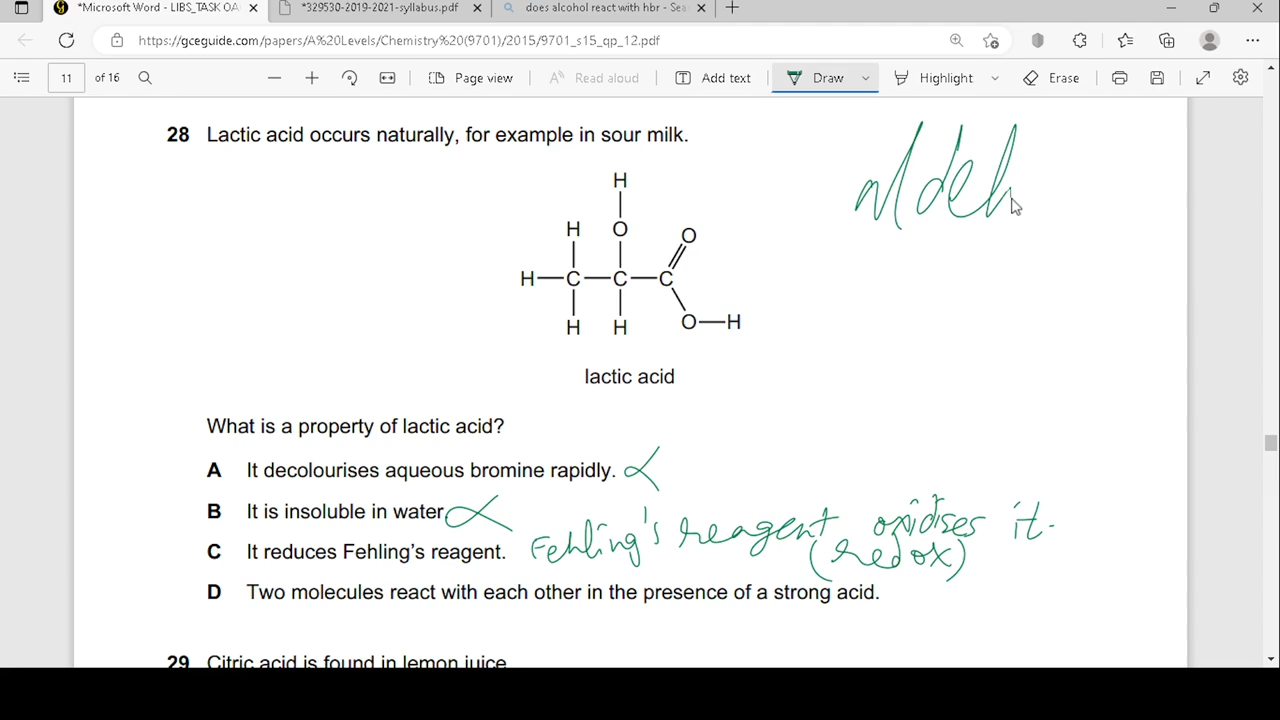 *Microsoft Word - LIBS_TASK OA
*329530-2019-2021-syllabus.pdf
does alcohol react with hbr - Sea
https://gceguide.com/papers/A%20Levels/Chemistry%20(9701)/2015/9701_s15_qp_12.pdf
11 of 16
Page view
Read aloud
Add text
Draw
Highlight
Erase
28 Lactic acid occurs naturally, for example in sour milk.
aldeh
H
H O O
H C C C
H H O H
lactic acid
What is a property of lactic acid?
A It decolourises aqueous bromine rapidly.
B It is insoluble in water
Fehling's reagent oxidises it.
C It reduces Fehling's reagent.
(redox)
D Two molecules react with each other in the presence of a strong acid.
29 Citric acid is found in lemon juice